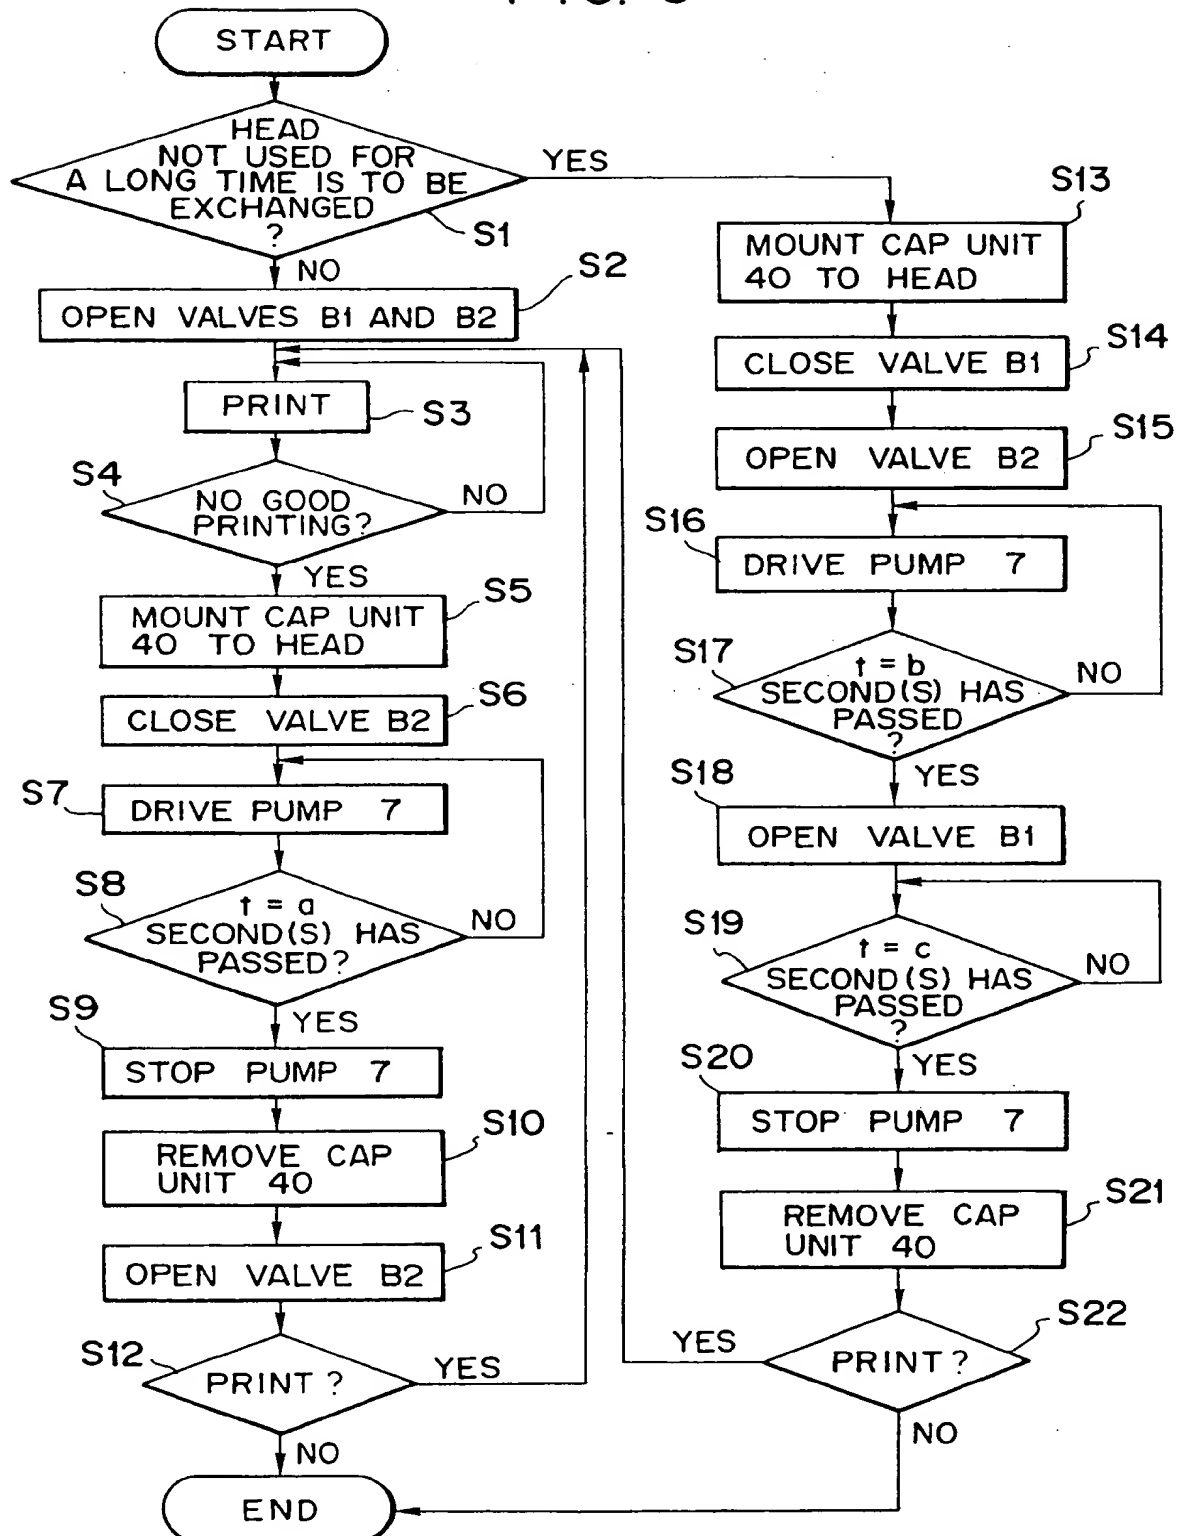 START
HEAD
NOT USED FOR
A LONG TIME IS TO BE
EXCHANGED
?
S1
YES
NO
S2
OPEN VALVES B1 AND B2
PRINT
S3
S4
NO GOOD
PRINTING?
NO
YES
S5
MOUNT CAP UNIT
40 TO HEAD
S6
CLOSE VALVE B2
S7
DRIVE PUMP 7
S8
t = a
SECOND(S) HAS
PASSED?
NO
YES
S9
STOP PUMP 7
S10
REMOVE CAP
UNIT 40
S11
OPEN VALVE B2
S12
PRINT?
YES
NO
END
S13
MOUNT CAP UNIT
40 TO HEAD
S14
CLOSE VALVE B1
S15
OPEN VALVE B2
S16
DRIVE PUMP 7
S17
t = b
SECOND(S) HAS
PASSED
?
NO
YES
S18
OPEN VALVE B1
S19
t = c
SECOND(S) HAS
PASSED
?
NO
YES
S20
STOP PUMP 7
S21
REMOVE CAP
UNIT 40
S22
PRINT?
YES
NO